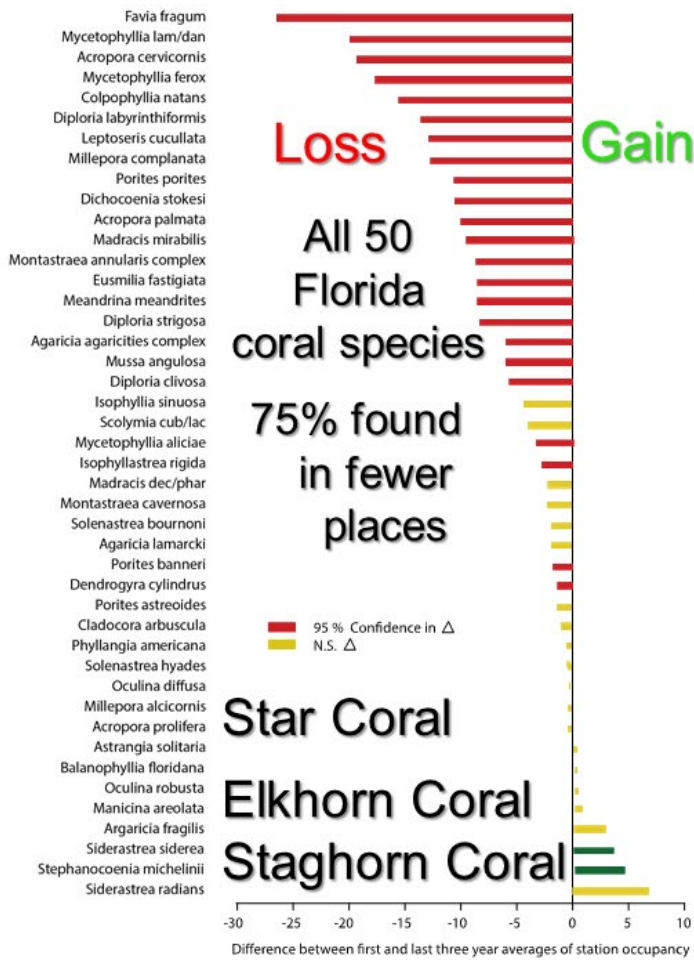 Favia fragum
Mycetophyllia lam/dan
Acropora cervicornis
Mycetophyllia ferox
Colpophyllia natans
Diploria labyrinthiformis
Leptoseris cucullata
Millepora complanata
Porites porites
Dichocoenia stokesi
Acropora palmata
Madracis mirabilis
Montastraea annularis complex
Eusmilia fastigiata
Meandrina meandrites
Diploria strigosa
Agaricia agaricities complex
Mussa angulosa
Diploria clivosa
Isophyllia sinuosa
Scolymia cub/lac
Mycetophyllia aliciae
Isophyllastrea rigida
Madracis dec/phar
Montastraea cavernosa
Solenastrea bournoni
Agaricia lamarcki
Porites banneri
Dendrogyra cylindrus
Porites astreoides
Cladocora arbuscula
Phyllangia americana
Solenastrea hyades
Oculina diffusa
Millepora alcicornis
Acropora prolifera
Astrangia solitaria
Balanophyllia floridana
Oculina robusta
Manicina areolata
Argaricia fragilis
Siderastrea siderea
Stephanocoenia michelinii
Siderastrea radians
Loss
Gain
All 50
Florida
coral species
75% found
in fewer
places
95 % Confidence in △
N.S. △
Star Coral
Elkhorn Coral
Staghorn Coral
-30 -25 -20 -15 -10 -5 0 5 10
Difference between first and last three year averages of station occupancy